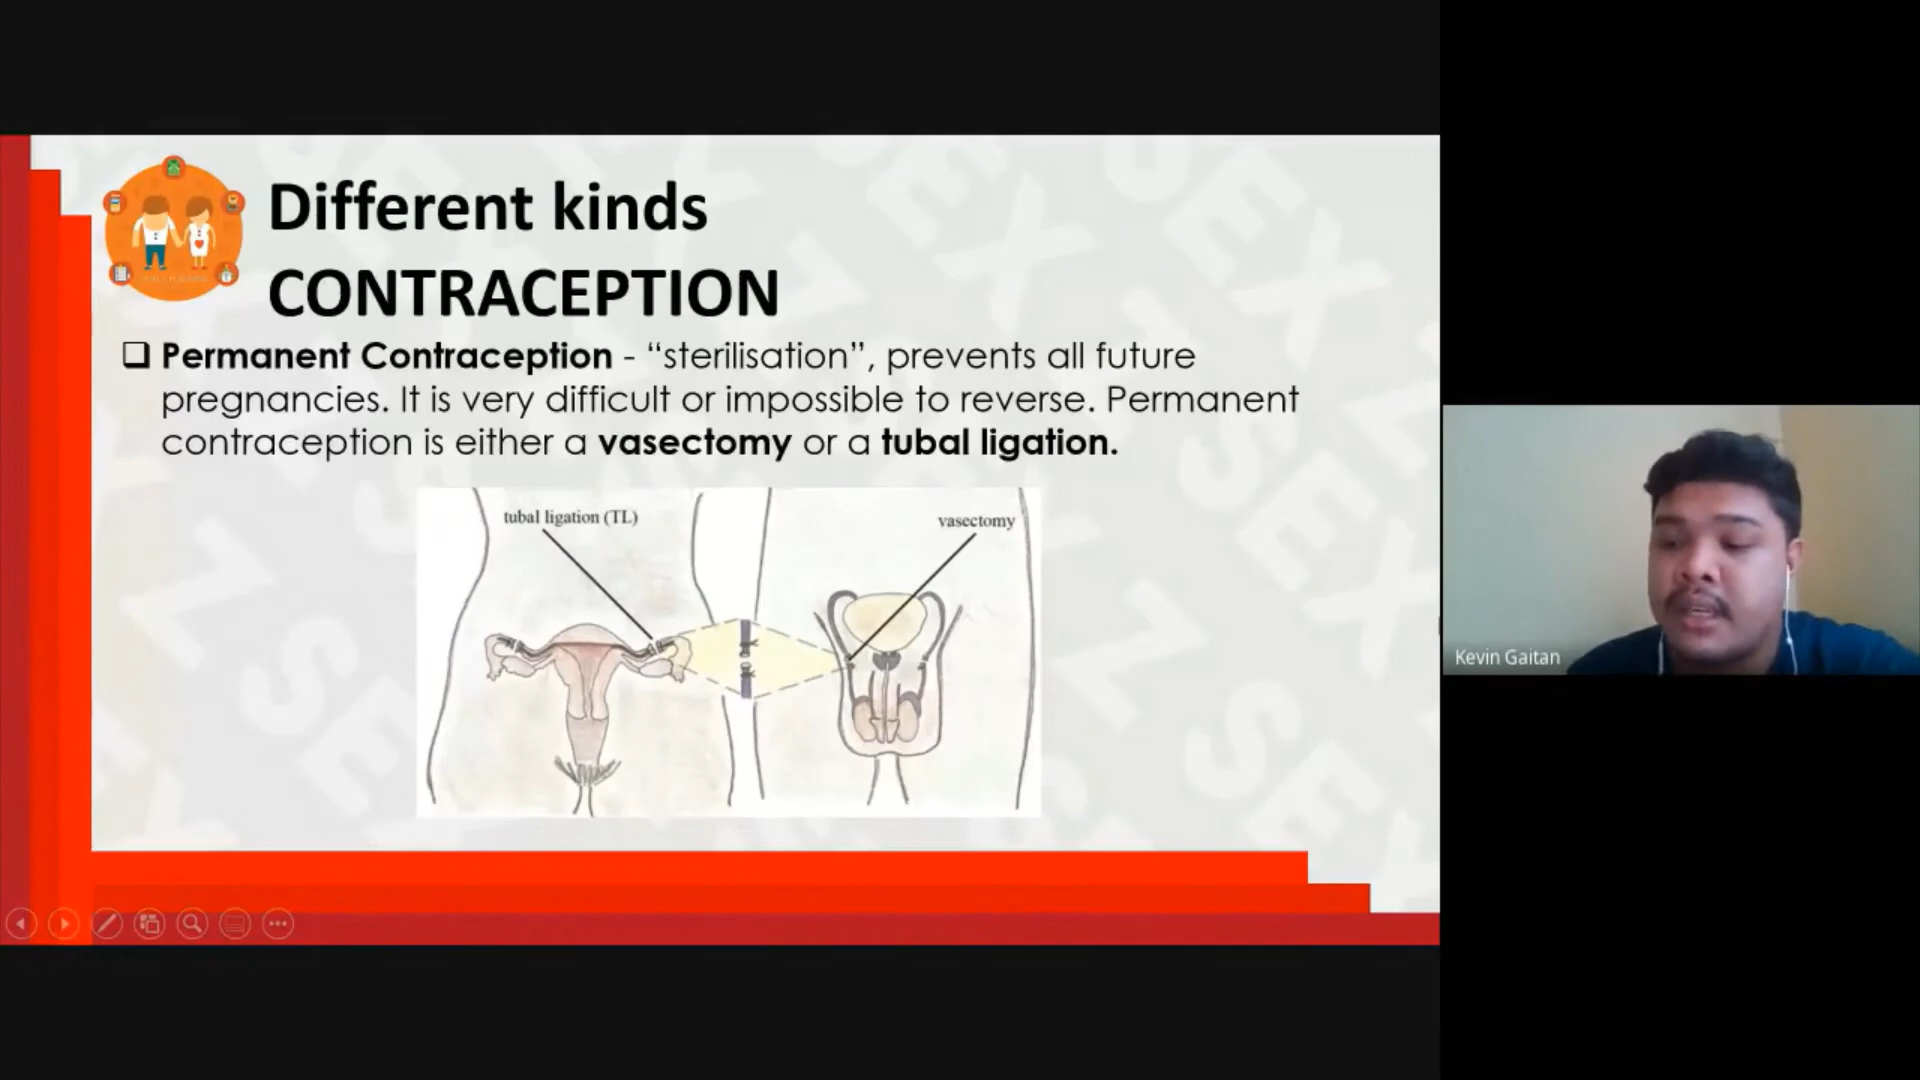 Different kinds
CONTRACEPTION
Permanent Contraception - “sterilisation”, prevents all future
pregnancies. It is very difficult or impossible to reverse. Permanent
contraception is either a vasectomy or a tubal ligation.
tubal ligation (TL)
vasectomy
Kevin Gaitan